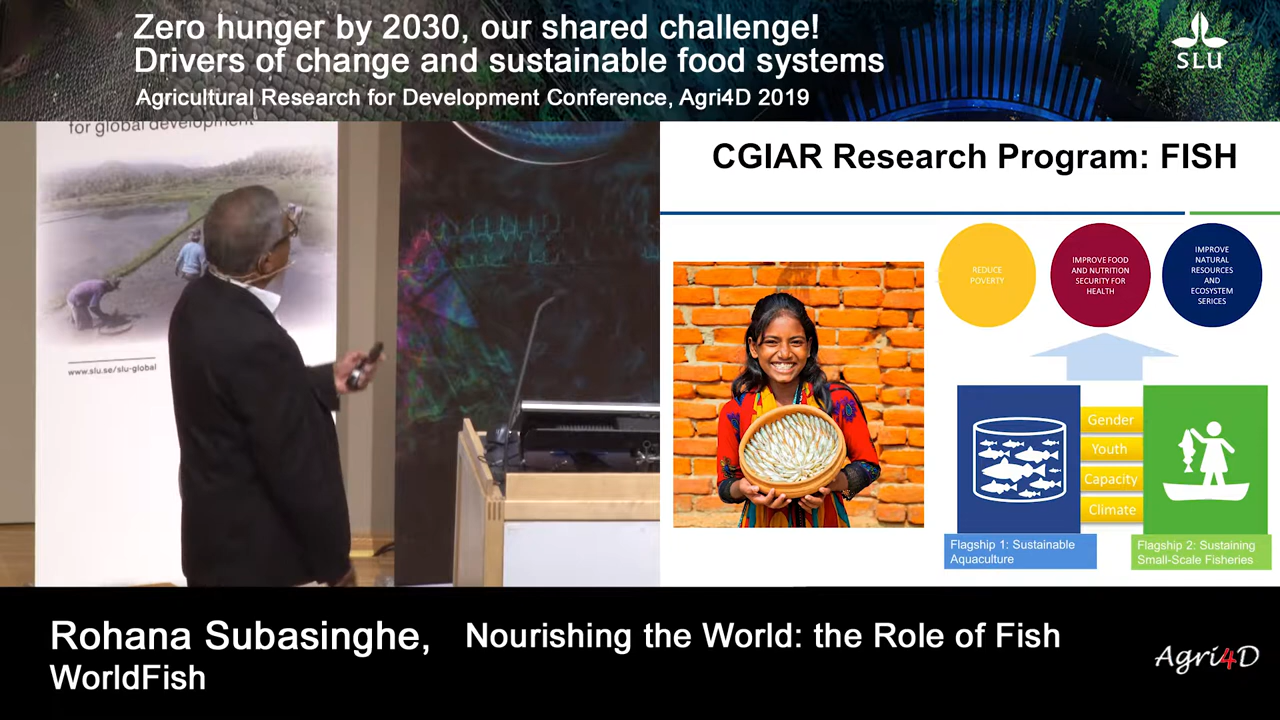 Zero hunger by 2030, our shared challenge!
Drivers of change and sustainable food systems
Agricultural Research for Development Conference, Agri4D 2019
SLU
for global development
www.slu.se/slu-global
CGIAR Research Program: FISH
REDUCE
POVERTY
IMPROVE FOOD
AND NUTRITION
SECURITY FOR
HEALTH
IMPROVE
NATURAL
RESOURCES
AND
ECOSYSTEM
SERICES
Gender
Youth
Capacity
Climate
Flagship 1: Sustainable
Aquaculture
Flagship 2: Sustaining
Small-Scale Fisheries
Rohana Subasinghe,
WorldFish
Nourishing the World: the Role of Fish
Agri4D